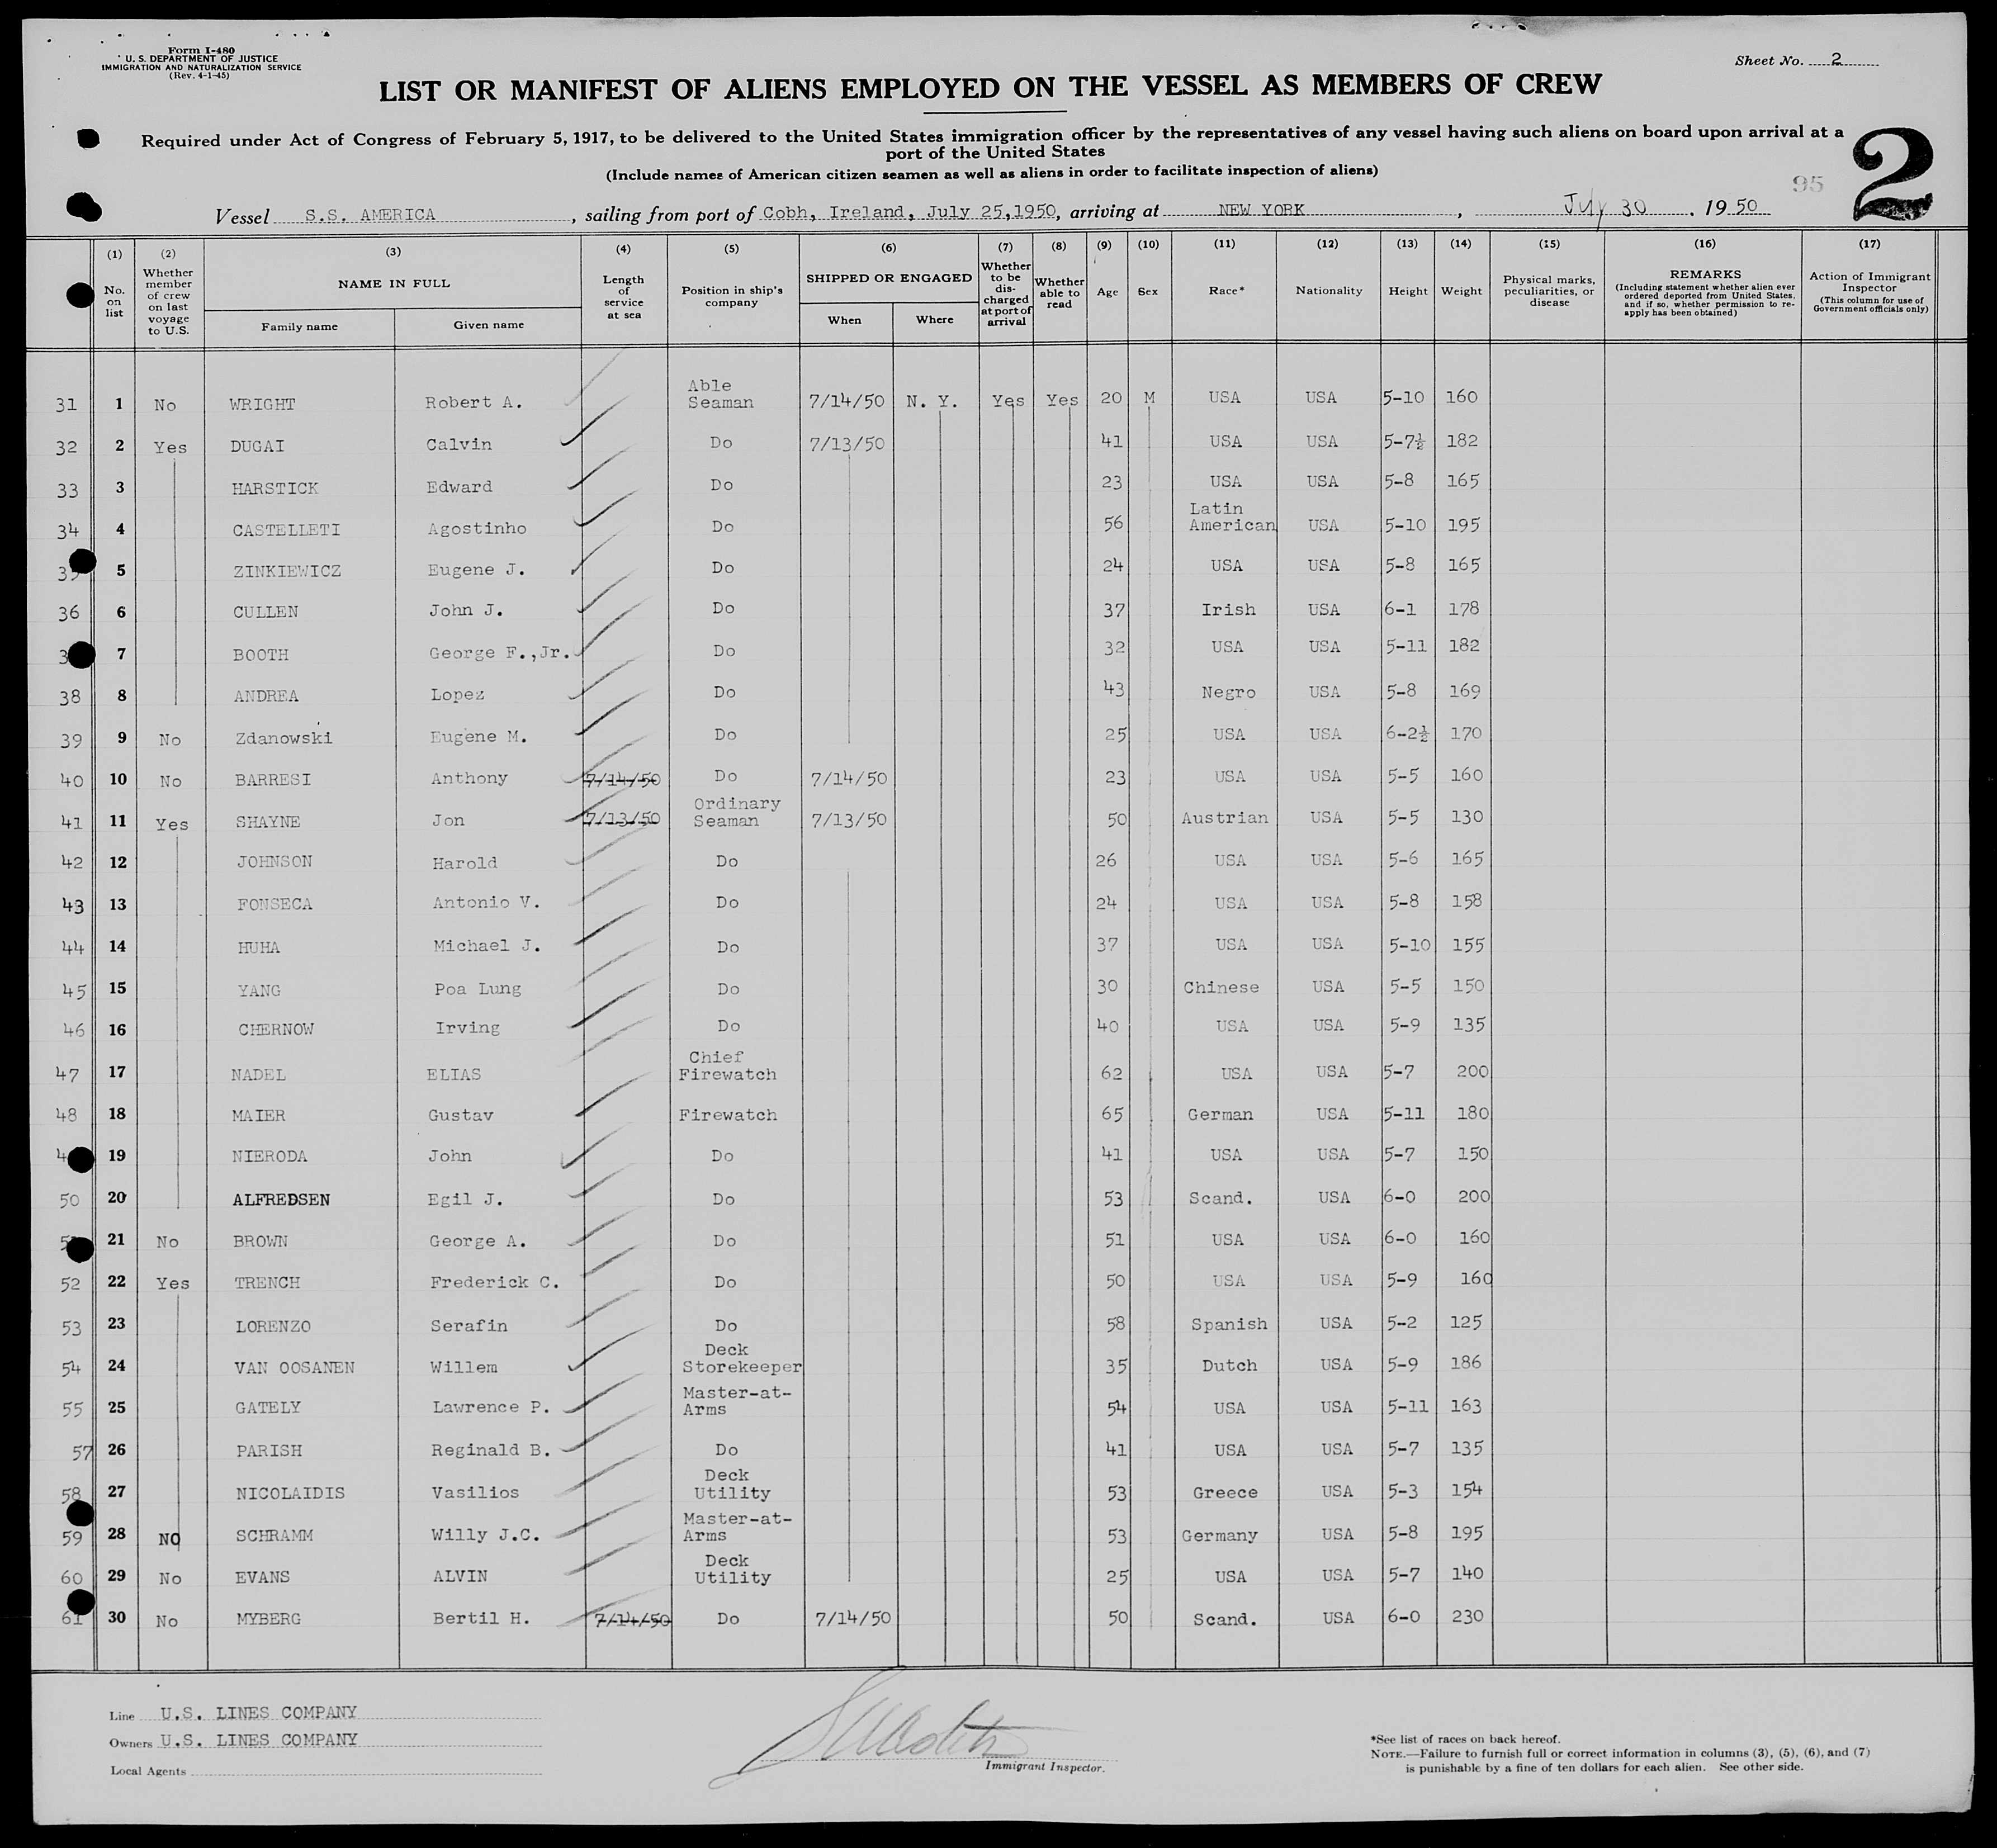 Form I-480
U. S. DEPARTMENT OF JUSTICE
IMMIGRATION AND NATURALIZATION SERVICE
(Rev. 4-1-45)
Sheet No. 2
LIST OR MANIFEST OF ALIENS EMPLOYED ON THE VESSEL AS MEMBERS OF CREW
Required under Act of Congress of February 5, 1917, to be delivered to the United States immigration officer by the representatives of any vessel having such aliens on board upon arrival at a
port of the United States
(Include names of American citizen seamen as well as aliens in order to facilitate inspection of aliens)
95
2
Vessel S.S. AMERICA, sailing from port of Cobh, Ireland, July 25,1950, arriving at NEW YORK, July 30, 1950
(1) No. on list (2) Whether member of crew on last voyage to U.S. (3) NAME IN FULL Family name Given name (4) Length of service at sea (5) Position in ship's company (6) SHIPPED OR ENGAGED When Where (7) Whether to be discharged at port of arrival (8) Whether able to read (9) Age (10) Sex (11) Race* (12) Nationality (13) Height (14) Weight (15) Physical marks, peculiarities, or disease (16) REMARKS (Including statement whether alien ever ordered deported from United States, and if so, whether permission to re-apply has been obtained) (17) Action of Immigrant Inspector (This column for use of Government officials only)
31 1 No WRIGHT Robert A. Able Seaman 7/14/50 N. Y. Yes Yes 20 M USA USA 5-10 160
32 2 Yes DUGAI Calvin Do 7/13/50 41 USA USA 5-7½ 182
33 3 HARSTICK Edward Do 23 USA USA 5-8 165
34 4 CASTELLETI Agostinho Do 56 Latin American USA 5-10 195
35 5 ZINKIEWICZ Eugene J. Do 24 USA USA 5-8 165
36 6 CULLEN John J. Do 37 Irish USA 6-1 178
3 7 BOOTH George F.,Jr. Do 32 USA USA 5-11 182
38 8 ANDREA Lopez Do 43 Negro USA 5-8 169
39 9 No Zdanowski Eugene M. Do 25 USA USA 6-2½ 170
40 10 No BARRESI Anthony 7/14/50 Do 7/14/50 23 USA USA 5-5 160
41 11 Yes SHAYNE Jon 7/13/50 Ordinary Seaman 7/13/50 50 Austrian USA 5-5 130
42 12 JOHNSON Harold Do 26 USA USA 5-6 165
43 13 FONSECA Antonio V. Do 24 USA USA 5-8 158
44 14 HUHA Michael J. Do 37 USA USA 5-10 155
45 15 YANG Poa Lung Do 30 Chinese USA 5-5 150
46 16 CHERNOW Irving Do 40 USA USA 5-9 135
47 17 NADEL ELIAS Chief Firewatch 62 USA USA 5-7 200
48 18 MAIER Gustav Firewatch 65 German USA 5-11 180
4 19 NIERODA John Do 41 USA USA 5-7 150
50 20 ALFREDSEN Egil J. Do 53 Scand. USA 6-0 200
5 21 No BROWN George A. Do 51 USA USA 6-0 160
52 22 Yes TRENCH Frederick C. Do 50 USA USA 5-9 160
53 23 LORENZO Serafin Do 58 Spanish USA 5-2 125
54 24 VAN OOSANEN Willem Deck Storekeeper 35 Dutch USA 5-9 186
55 25 GATELY Lawrence P. Master-at-Arms 54 USA USA 5-11 163
57 26 PARISH Reginald B. Do 41 USA USA 5-7 135
58 27 NICOLAIDIS Vasilios Deck Utility 53 Greece USA 5-3 154
59 28 NO SCHRAMM Willy J.C. Master-at-Arms 53 Germany USA 5-8 195
60 29 No EVANS ALVIN Deck Utility 25 USA USA 5-7 140
61 30 No MYBERG Bertil H. 7/14/50 Do 7/14/50 50 Scand. USA 6-0 230
Line U.S. LINES COMPANY
Owners U.S. LINES COMPANY
Local Agents
Immigrant Inspector.
*See list of races on back hereof.
NOTE.—Failure to furnish full or correct information in columns (3), (5), (6), and (7)
is punishable by a fine of ten dollars for each alien. See other side.